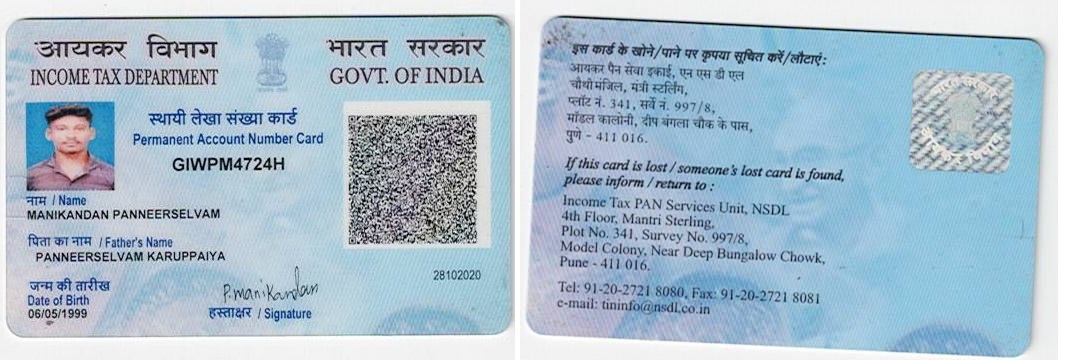 आयकर विभाग
INCOME TAX DEPARTMENT
भारत सरकार
GOVT. OF INDIA
स्थायी लेखा संख्या कार्ड
Permanent Account Number Card
GIWPM4724H
नाम / Name
MANIKANDAN PANNEERSELVAM
पिता का नाम / Father's Name
PANNEERSELVAM KARUPPAIYA
जन्म की तारीख
Date of Birth
06/05/1999
P.manikandan
हस्ताक्षर / Signature
28102020
इस कार्ड के खोने/पाने पर कृपया सूचित करें/लौटाएं:
आयकर पैन सेवा इकाई, एन एस डी एल
चौथी मंजिल, मंत्री स्टर्लिंग,
प्लॉट नं. 341, सर्वे नं. 997/8,
मॉडल कालोनी, दीप बंगला चौक के पास,
पुणे - 411 016.
If this card is lost / someone's lost card is found,
please inform / return to :
Income Tax PAN Services Unit, NSDL
4th Floor, Mantri Sterling,
Plot No. 341, Survey No. 997/8,
Model Colony, Near Deep Bungalow Chowk,
Pune - 411 016.
Tel: 91-20-2721 8080, Fax: 91-20-2721 8081
e-mail: tininfo@nsdl.co.in
भारत सरकार
आयकर विभाग